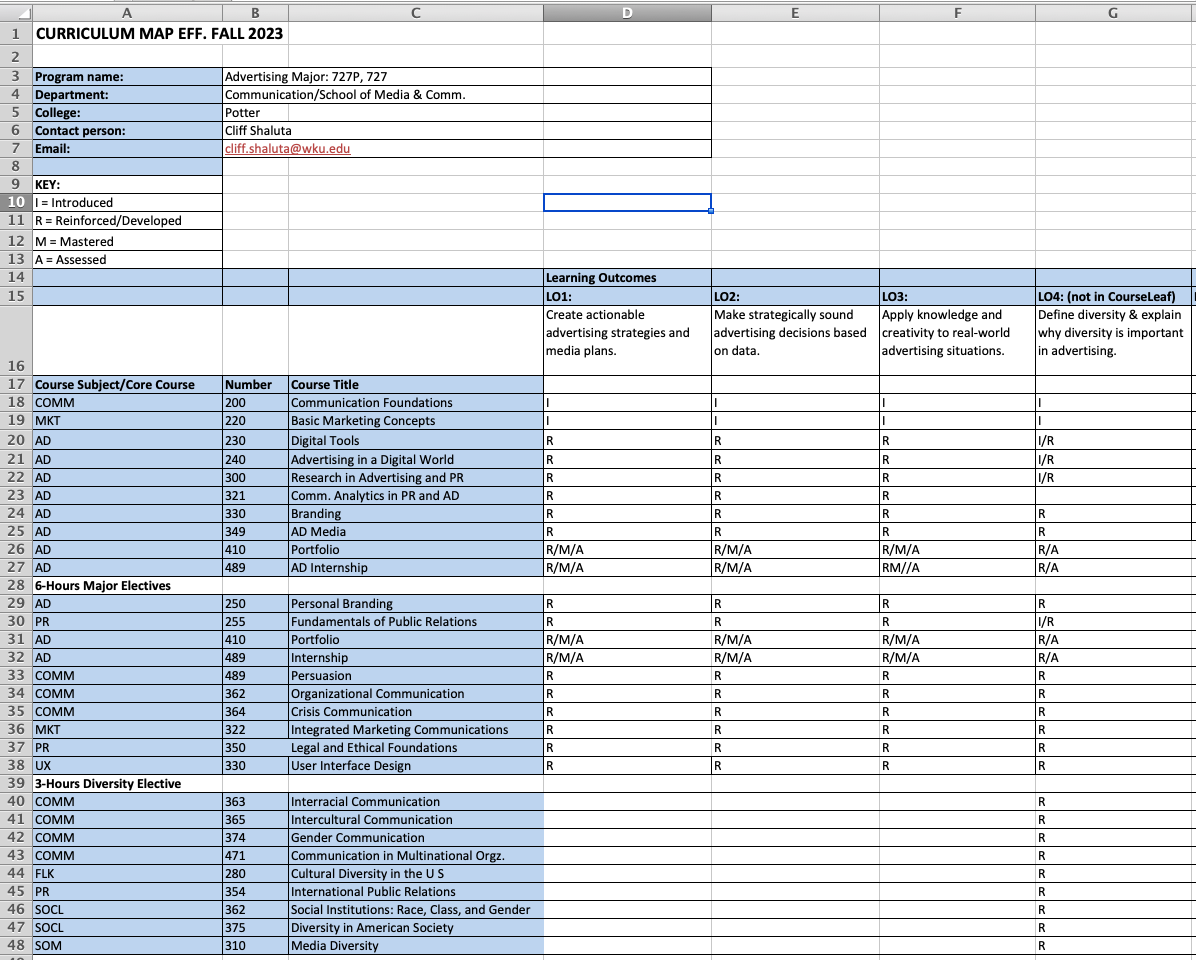 A B C D E F G
1 CURRICULUM MAP EFF. FALL 2023
2
3 Program name: Advertising Major: 727P, 727
4 Department: Communication/School of Media & Comm.
5 College: Potter
6 Contact person: Cliff Shaluta
7 Email: cliff.shaluta@wku.edu
8
9 KEY:
10 I = Introduced
11 R = Reinforced/Developed
12 M = Mastered
13 A = Assessed
14 Learning Outcomes
15 LO1: LO2: LO3: LO4: (not in CourseLeaf)
Create actionable Make strategically sound Apply knowledge and Define diversity & explain
advertising strategies and advertising decisions based creativity to real-world why diversity is important
media plans. on data. advertising situations. in advertising.
16
17 Course Subject/Core Course Number Course Title
18 COMM 200 Communication Foundations I I I I
19 MKT 220 Basic Marketing Concepts I I I I
20 AD 230 Digital Tools R R R I/R
21 AD 240 Advertising in a Digital World R R R I/R
22 AD 300 Research in Advertising and PR R R R I/R
23 AD 321 Comm. Analytics in PR and AD R R R
24 AD 330 Branding R R R R
25 AD 349 AD Media R R R R
26 AD 410 Portfolio R/M/A R/M/A R/M/A R/A
27 AD 489 AD Internship R/M/A R/M/A RM//A R/A
28 6-Hours Major Electives
29 AD 250 Personal Branding R R R R
30 PR 255 Fundamentals of Public Relations R R R I/R
31 AD 410 Portfolio R/M/A R/M/A R/M/A R/A
32 AD 489 Internship R/M/A R/M/A R/M/A R/A
33 COMM 489 Persuasion R R R R
34 COMM 362 Organizational Communication R R R R
35 COMM 364 Crisis Communication R R R R
36 MKT 322 Integrated Marketing Communications R R R R
37 PR 350 Legal and Ethical Foundations R R R R
38 UX 330 User Interface Design R R R R
39 3-Hours Diversity Elective
40 COMM 363 Interracial Communication R
41 COMM 365 Intercultural Communication R
42 COMM 374 Gender Communication R
43 COMM 471 Communication in Multinational Orgz. R
44 FLK 280 Cultural Diversity in the U S R
45 PR 354 International Public Relations R
46 SOCL 362 Social Institutions: Race, Class, and Gender R
47 SOCL 375 Diversity in American Society R
48 SOM 310 Media Diversity R